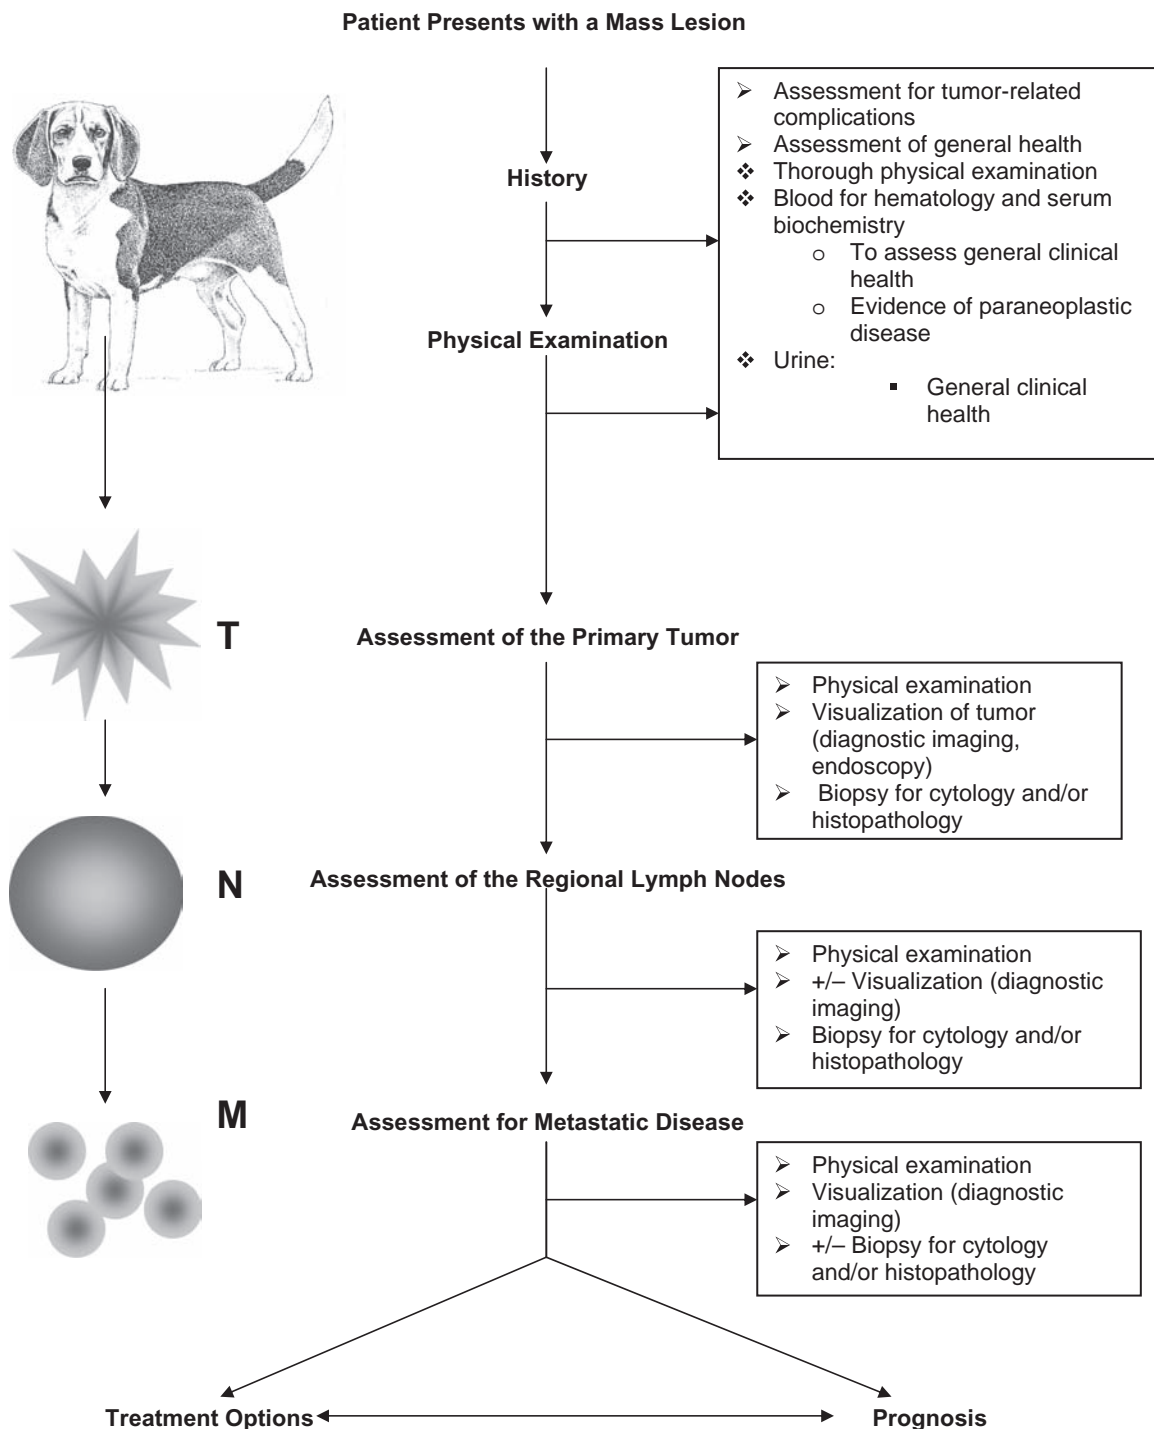 Patient Presents with a Mass Lesion
➢ Assessment for tumor-related
complications
➢ Assessment of general health
❖ Thorough physical examination
❖ Blood for hematology and serum
biochemistry
o To assess general clinical
health
o Evidence of paraneoplastic
disease
❖ Urine:
▪ General clinical
health
History
Physical Examination
T
Assessment of the Primary Tumor
➢ Physical examination
➢ Visualization of tumor
(diagnostic imaging,
endoscopy)
➢ Biopsy for cytology and/or
histopathology
N
Assessment of the Regional Lymph Nodes
➢ Physical examination
➢ +/– Visualization (diagnostic
imaging)
➢ Biopsy for cytology and/or
histopathology
M
Assessment for Metastatic Disease
➢ Physical examination
➢ Visualization (diagnostic
imaging)
➢ +/– Biopsy for cytology
and/or histopathology
Treatment Options
Prognosis